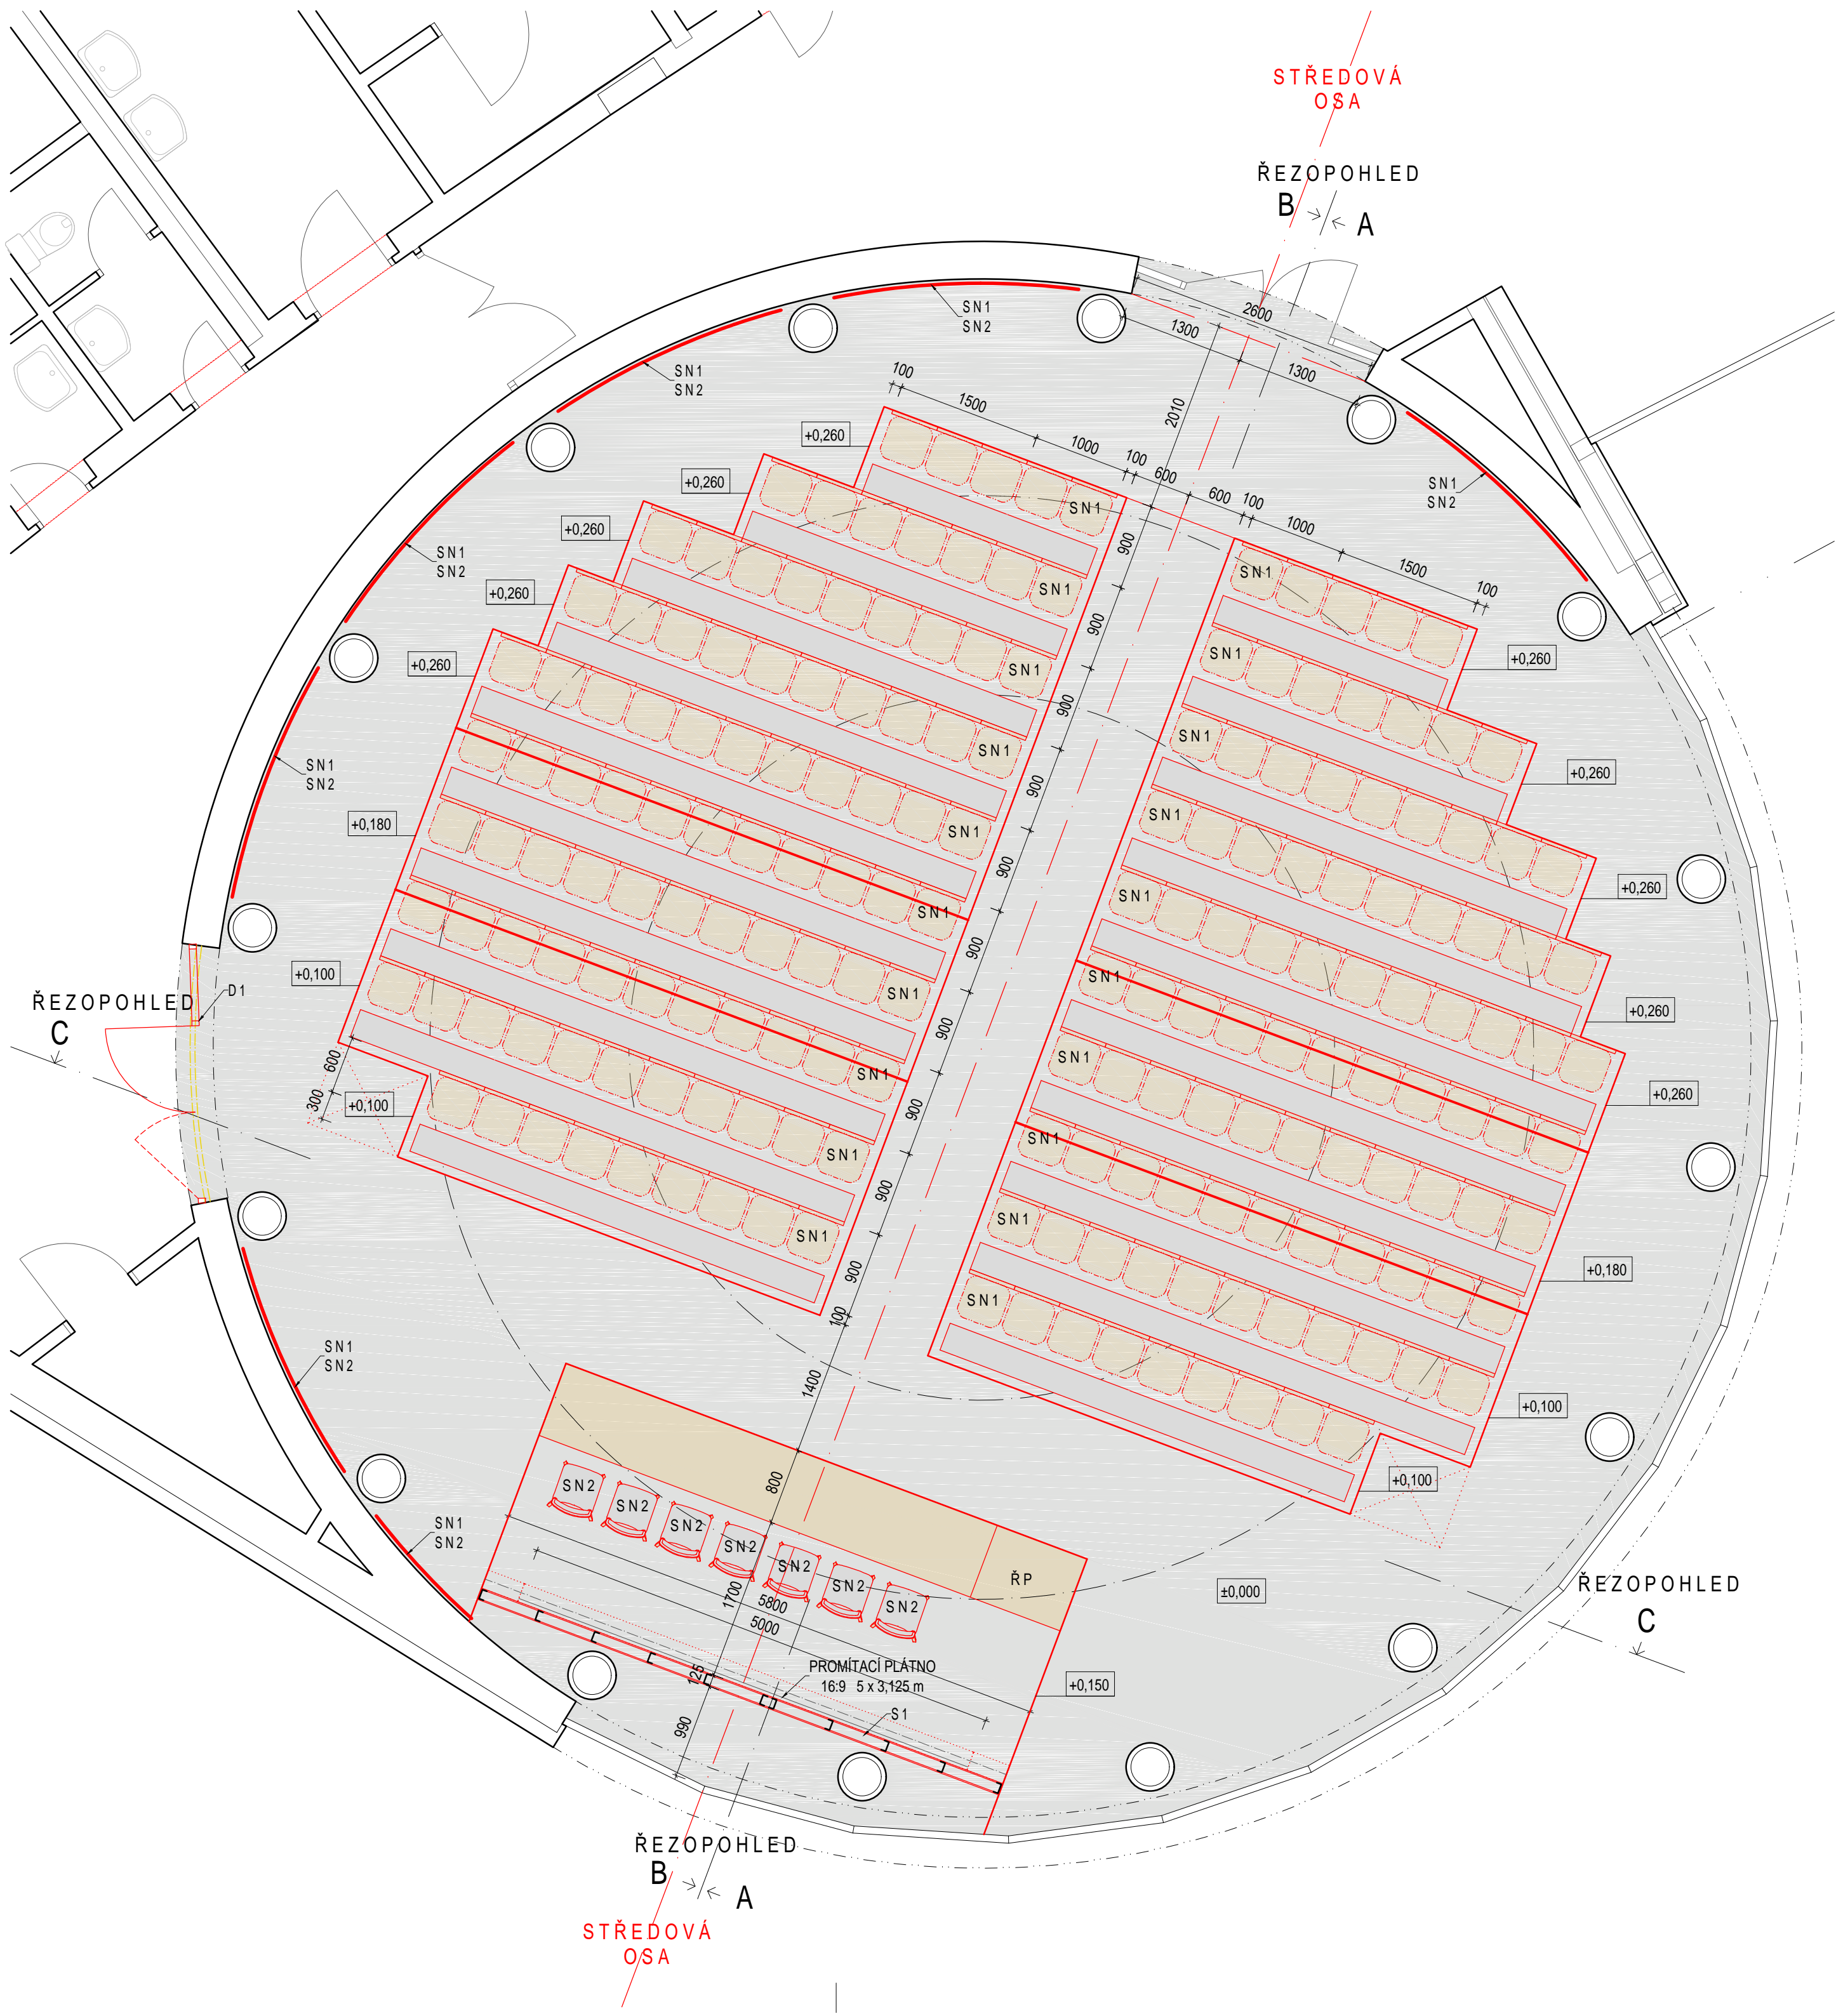 STŘEDOVÁ
OSA
ŘEZOPOHLED
B
A
2600
1300
1300
2010
SN1
SN2
SN1
SN2
SN1
SN2
SN1
SN2
SN1
SN2
100
1500
1000
100
600
600
100
1000
1500
100
+0,260
+0,260
+0,260
+0,260
+0,260
+0,180
+0,100
+0,100
SN1
SN1
SN1
SN1
SN1
SN1
SN1
SN1
SN1
SN1
900
900
900
900
900
900
900
900
900
900
100
1400
800
1700
125
990
SN1
SN1
SN1
SN1
SN1
SN1
SN1
SN1
SN1
SN1
+0,260
+0,260
+0,260
+0,260
+0,260
+0,180
+0,100
+0,100
ŘEZOPOHLED
C
D1
600
300
SN1
SN2
SN1
SN2
SN2
SN2
SN2
SN2
SN2
SN2
SN2
ŘP
5800
5000
PROMÍTACÍ PLÁTNO
16:9 5 x 3,125 m
S1
+0,150
±0,000
ŘEZOPOHLED
C
ŘEZOPOHLED
B
A
STŘEDOVÁ
OSA